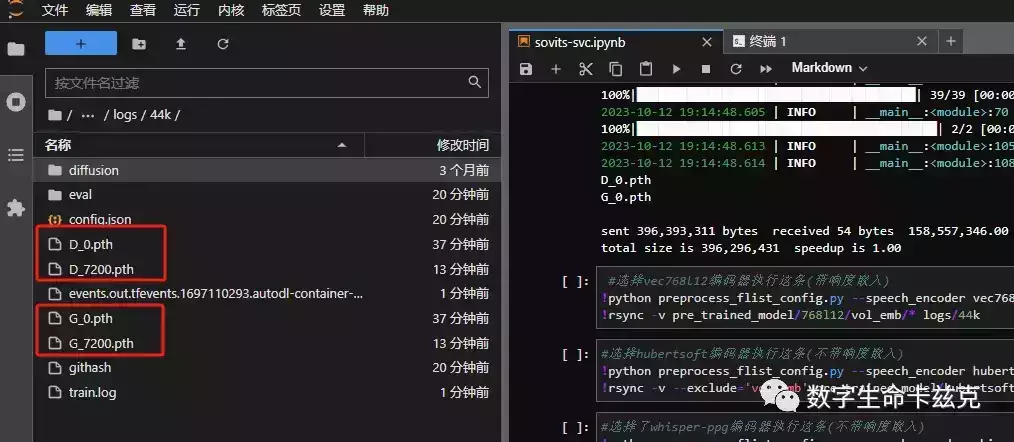 文件 编辑 查看 运行 内核 标签页 设置 帮助
按文件名过滤
/ ··· / logs / 44k /
名称 修改时间
diffusion 3 个月前
eval 20 分钟前
config.json 20 分钟前
D_0.pth 37 分钟前
D_7200.pth 13 分钟前
events.out.tfevents.1697110293.autodl-container-... 1 分钟前
G_0.pth 37 分钟前
G_7200.pth 13 分钟前
githash 20 分钟前
train.log 1 分钟前
sovits-svc.ipynb
终端 1
Markdown
100%| | 39/39 [00:0
2023-10-12 19:14:48.605 | INFO | __main__:<module>:70
100%| | 2/2 [00:
2023-10-12 19:14:48.613 | INFO | __main__:<module>:105
2023-10-12 19:14:48.614 | INFO | __main__:<module>:108
D_0.pth
G_0.pth
sent 396,393,311 bytes received 54 bytes 158,557,346.00
total size is 396,296,431 speedup is 1.00
[ ]: #选择vec768l12编码器执行这条(带响度嵌入)
!python preprocess_flist_config.py --speech_encoder vec768
!rsync -v pre_trained_model/768l12/vol_emb/* logs/44k
[ ]: #选择hubertsoft编码器执行这条(不带响度嵌入)
!python preprocess_flist_config.py --speech_encoder hubert
!rsync -v --exclude='vol_emb' pre_trained_model/hubertsoft
[ ]: #选择了whisper-ppg编码器执行这条(不带响度嵌入)
数字生命卡兹克